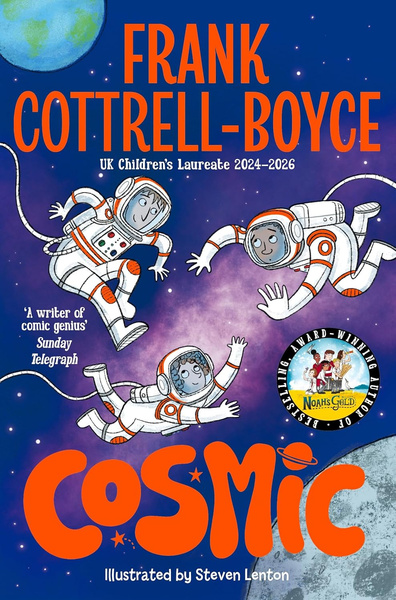 FRANK
COTTRELL-BOYCE
UK Children's Laureate 2024–2026
'A writer of
comic genius'
Sunday
Telegraph
BESTSELLING, AWARD-WINNING AUTHOR OF
NOAH'S GOLD
COSMIC
Illustrated by Steven Lenton